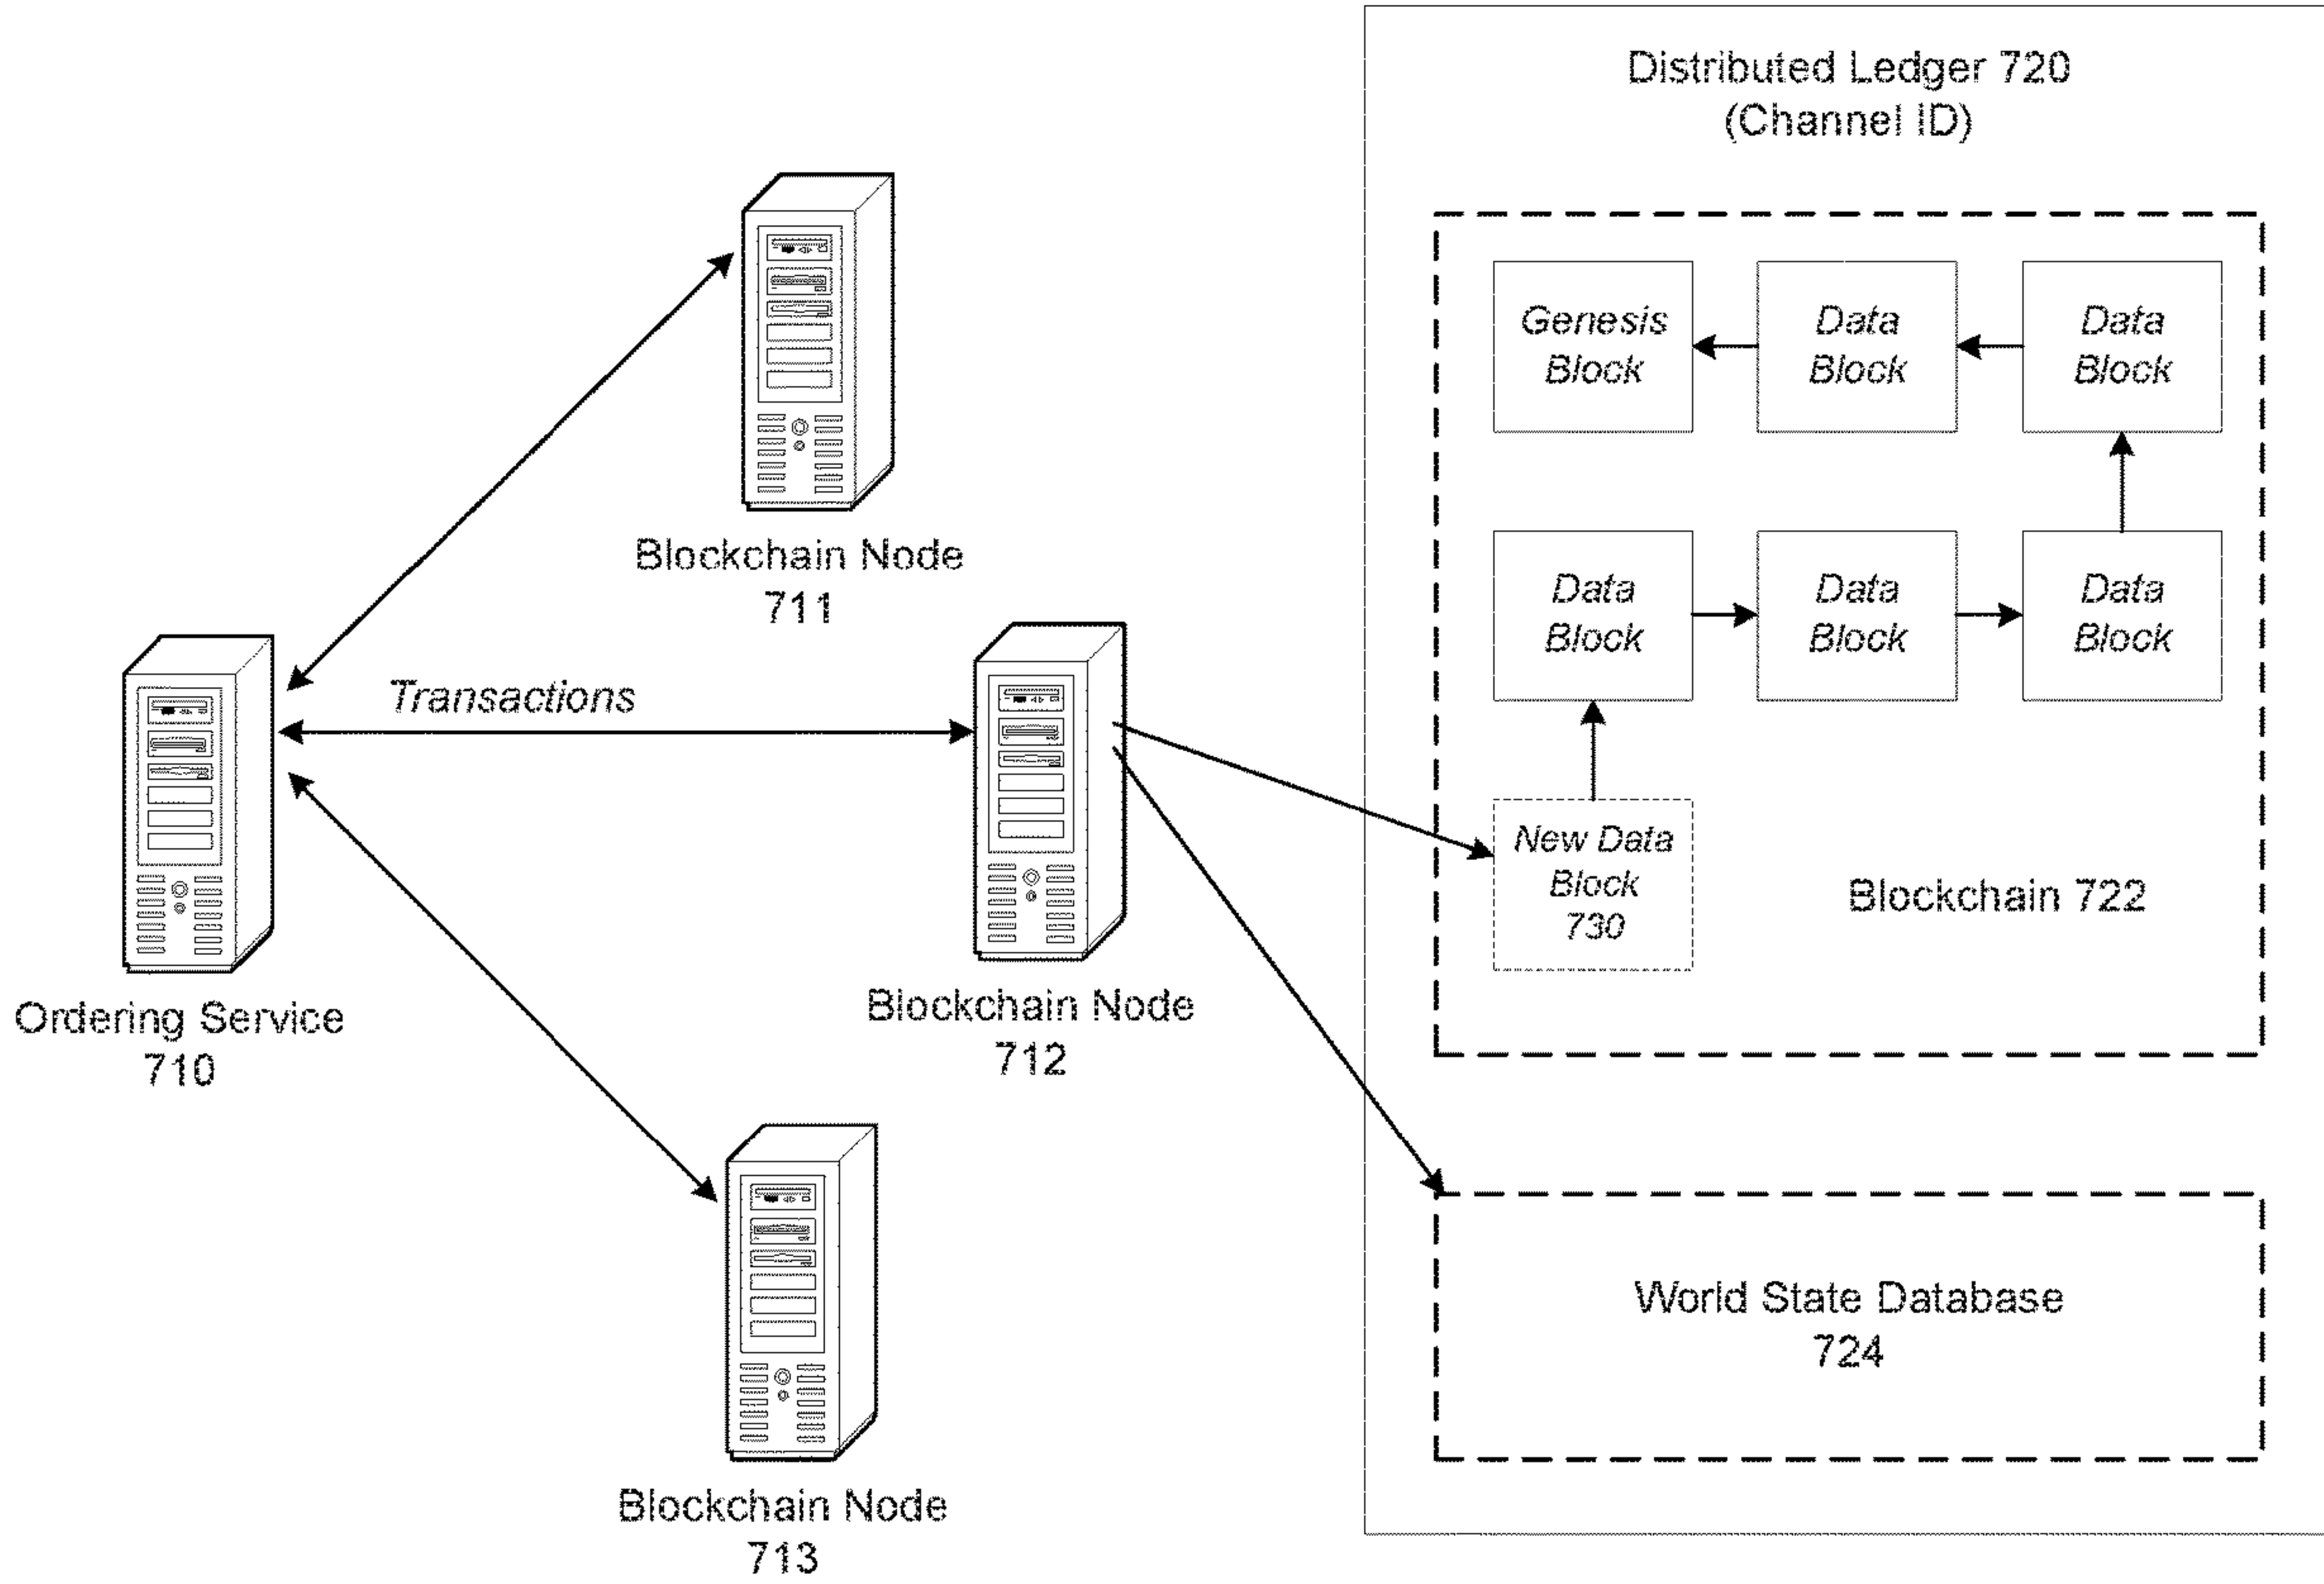 Distributed Ledger 720
(Channel ID)
Genesis
Block
Data
Block
Data
Block
Blockchain Node
711
Data
Block
Data
Block
Data
Block
Transactions
New Data
Block
730
Blockchain 722
Ordering Service
710
Blockchain Node
712
World State Database
724
Blockchain Node
713